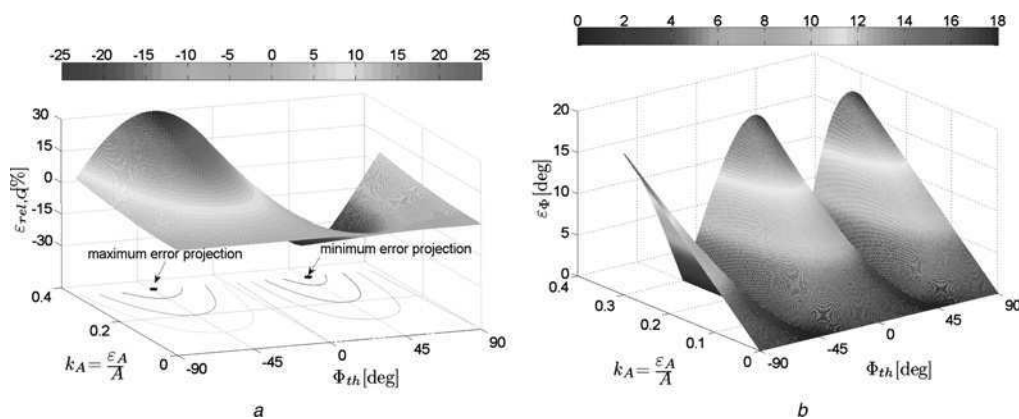 -25 -20 -15 -10 -5 0 5 10 15 20 25
30
15
0
-15
-30
ε_rel,G[%]
maximum error projection
minimum error projection
0.4
0.2
0
k_A = ε_A/A
-90
-45
0
45
90
Φ_th[deg]
a
0 2 4 6 8 10 12 14 16 18
20
15
10
5
0
ε_Φ[deg]
0.4
0.3
0.2
0.1
0
k_A = ε_A/A
-90
-45
0
45
90
Φ_th[deg]
b